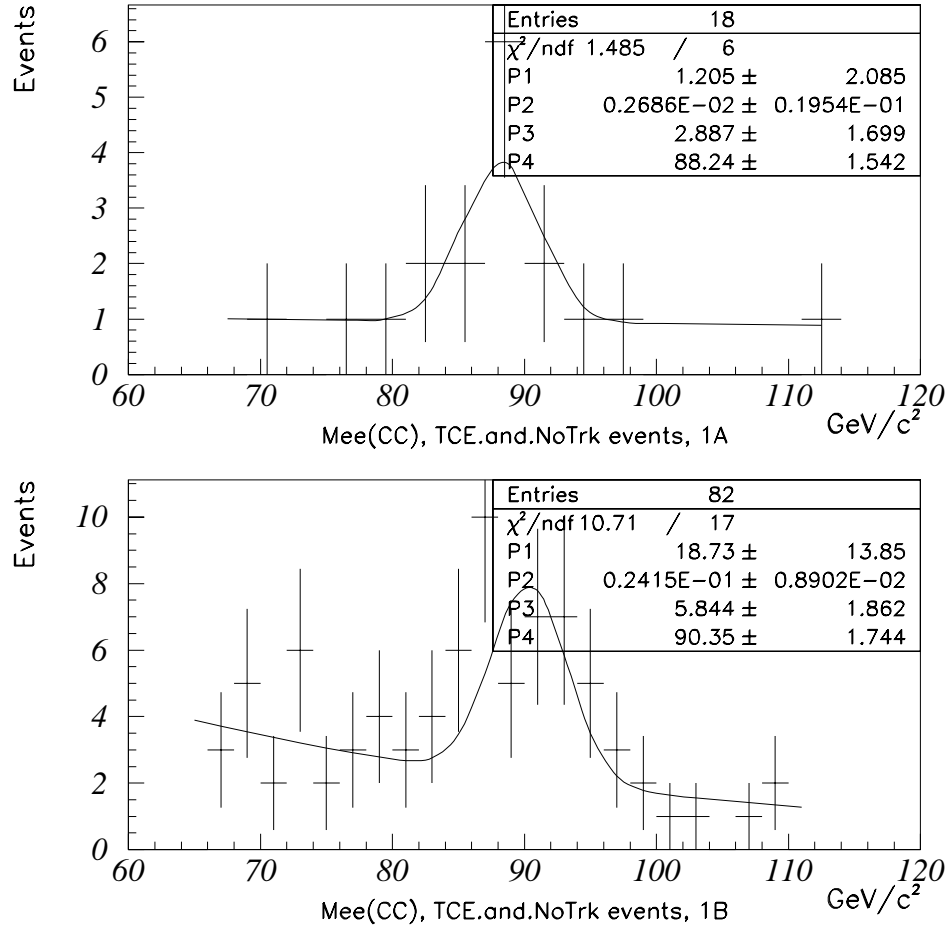 Events
Entries 18
χ²/ndf 1.485 / 6
P1 1.205 ± 2.085
P2 0.2686E−02 ± 0.1954E−01
P3 2.887 ± 1.699
P4 88.24 ± 1.542
6
5
4
3
2
1
0
60 70 80 90 100 110 120
GeV/c²
Mee(CC), TCE.and.NoTrk events, 1A
Events
Entries 82
χ²/ndf 10.71 / 17
P1 18.73 ± 13.85
P2 0.2415E−01 ± 0.8902E−02
P3 5.844 ± 1.862
P4 90.35 ± 1.744
10
8
6
4
2
0
60 70 80 90 100 110 120
GeV/c²
Mee(CC), TCE.and.NoTrk events, 1B